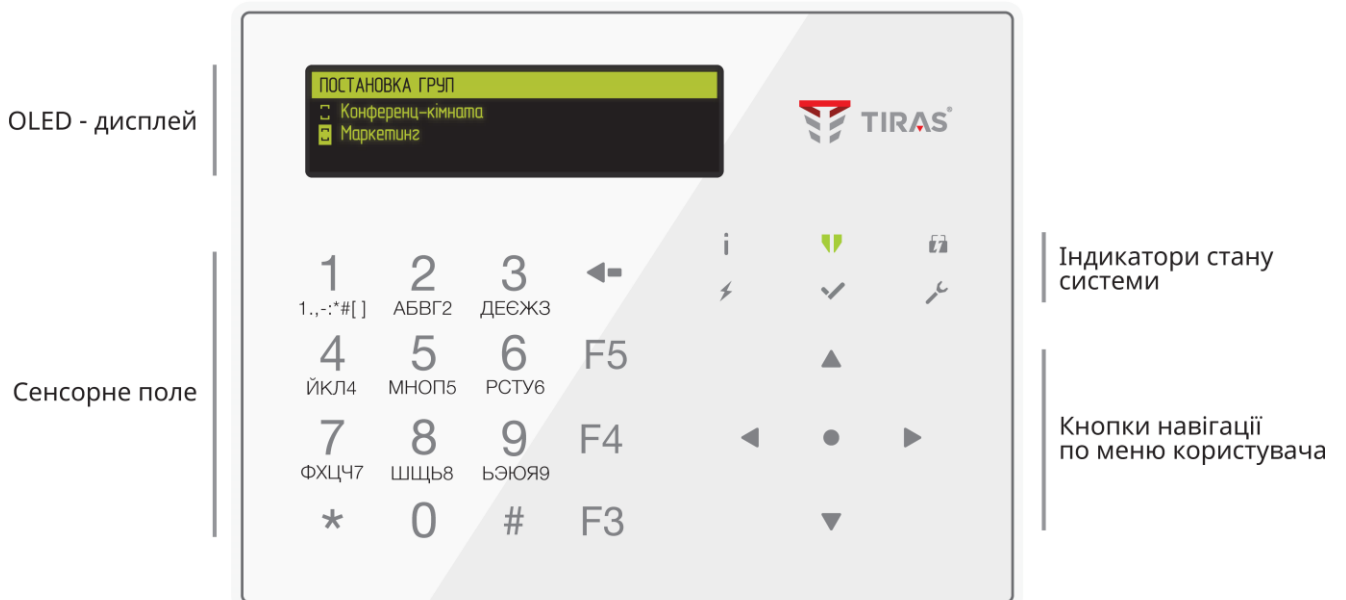 OLED - дисплей
ПОСТАНОВКА ГРУП
Конференц-кімната
Маркетинг
TIRAS®
Індикатори стану
системи
i
1 2 3
1.,-:*#[ ] АБВГ2 ДЕЄЖЗ
4 5 6 F5
ЙКЛ4 МНОП5 РСТУ6
Сенсорне поле
7 8 9 F4
ФХЦЧ7 ШЩЬ8 ЬЭЮЯ9
* 0 # F3
Кнопки навігації
по меню користувача